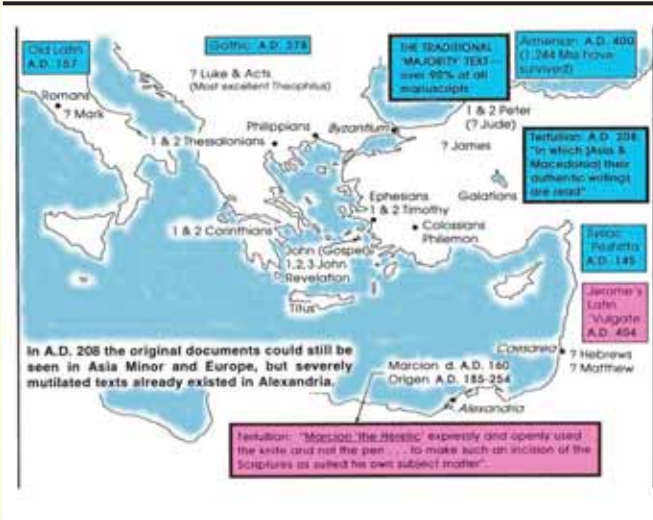 Old Latin
A.D. 157
Gothic A.D. 378
? Luke & Acts
(Most excellent Theophilus)
THE TRADITIONAL
'MAJORITY TEXT'—
over 90% of all
manuscripts
Armenian A.D. 400
(1,244 Mss have
survived)
Romans
? Mark
Philippians
Byzantium
1 & 2 Thessalonians
1 & 2 Peter
(? Jude)
? James
Tertullian A.D. 208
"In which (Asia &
Macedonia) their
authentic writings
are read"
Galatians
Ephesians
1 & 2 Timothy
Colossians
Philemon
1 & 2 Corinthians
John (Gospel)
1,2,3 John
Revelation
Titus
Syriac
Peshitta
A.D. 145
Jerome's
Latin
Vulgate
A.D. 404
Caesarea
? Hebrews
? Matthew
In A.D. 208 the original documents could still be
seen in Asia Minor and Europe, but severely
mutilated texts already existed in Alexandria.
Marcion d. A.D. 160
Origen A.D. 185-254
Alexandria
Tertullian: "Marcion 'the Heretic' expressly and openly used
the knife and not the pen . . . to make such an incision of the
Scriptures as suited his own subject matter".